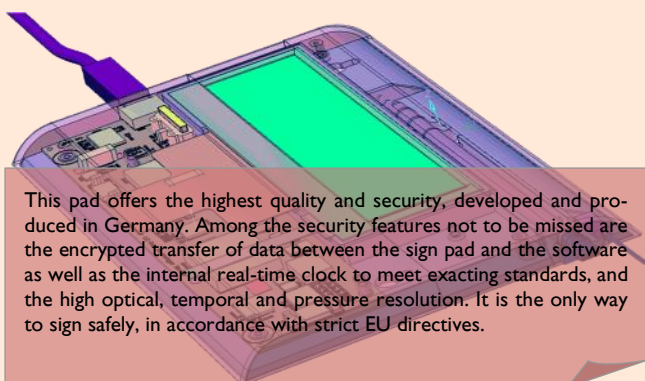 This pad offers the highest quality and security, developed and pro-
duced in Germany. Among the security features not to be missed are
the encrypted transfer of data between the sign pad and the software
as well as the internal real-time clock to meet exacting standards, and
the high optical, temporal and pressure resolution. It is the only way
to sign safely, in accordance with strict EU directives.